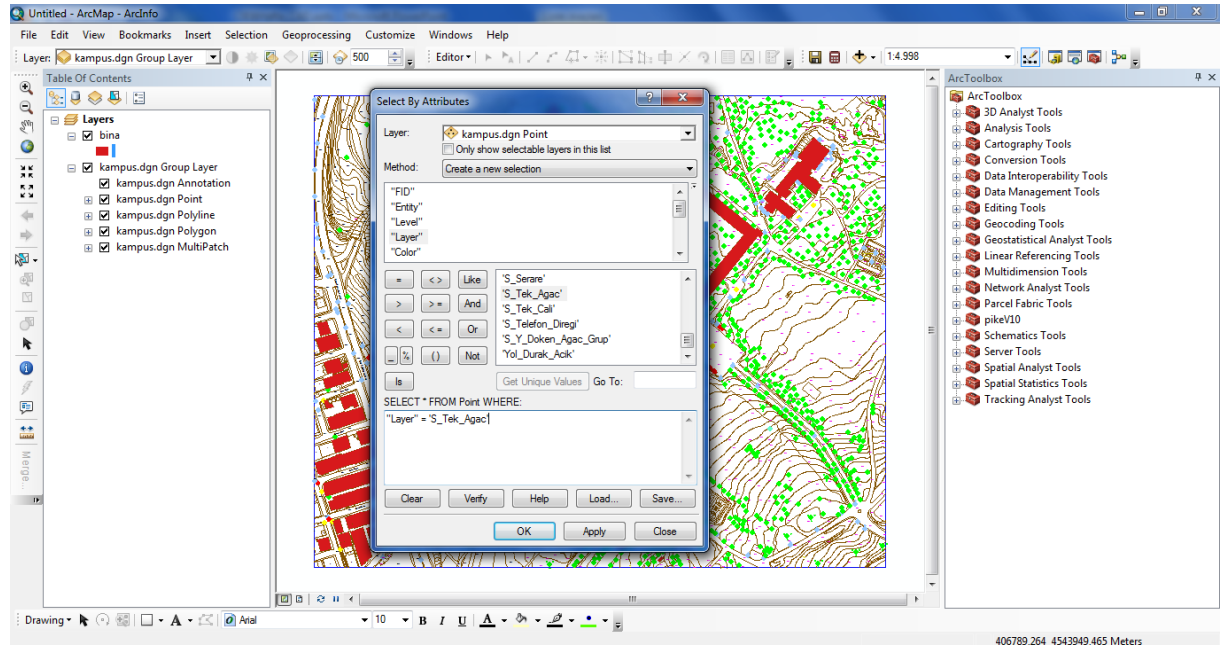 Untitled - ArcMap - ArcInfo
File Edit View Bookmarks Insert Selection Geoprocessing Customize Windows Help
Layer: kampus.dgn Group Layer 500 Editor 1:4.998
Table Of Contents
Layers
bina
kampus.dgn Group Layer
kampus.dgn Annotation
kampus.dgn Point
kampus.dgn Polyline
kampus.dgn Polygon
kampus.dgn MultiPatch
Merge...
Select By Attributes
Layer: kampus.dgn Point
Only show selectable layers in this list
Method: Create a new selection
"FID"
"Entity"
"Level"
"Layer"
"Color"
= < > Like
> > = And
< < = Or
_ % () Not
Is
'S_Serare'
'S_Tek_Agac'
'S_Tek_Cali'
'S_Telefon_Diregi'
'S_Y_Doken_Agac_Grup'
'Yol_Durak_Acik'
Get Unique Values Go To:
SELECT * FROM Point WHERE:
"Layer" = 'S_Tek_Agac'
Clear Verify Help Load... Save...
OK Apply Close
ArcToolbox
ArcToolbox
3D Analyst Tools
Analysis Tools
Cartography Tools
Conversion Tools
Data Interoperability Tools
Data Management Tools
Editing Tools
Geocoding Tools
Geostatistical Analyst Tools
Linear Referencing Tools
Multidimension Tools
Network Analyst Tools
Parcel Fabric Tools
pikeV10
Schematics Tools
Server Tools
Spatial Analyst Tools
Spatial Statistics Tools
Tracking Analyst Tools
Drawing A Arial 10 B I U A
406789,264 4543949,465 Meters